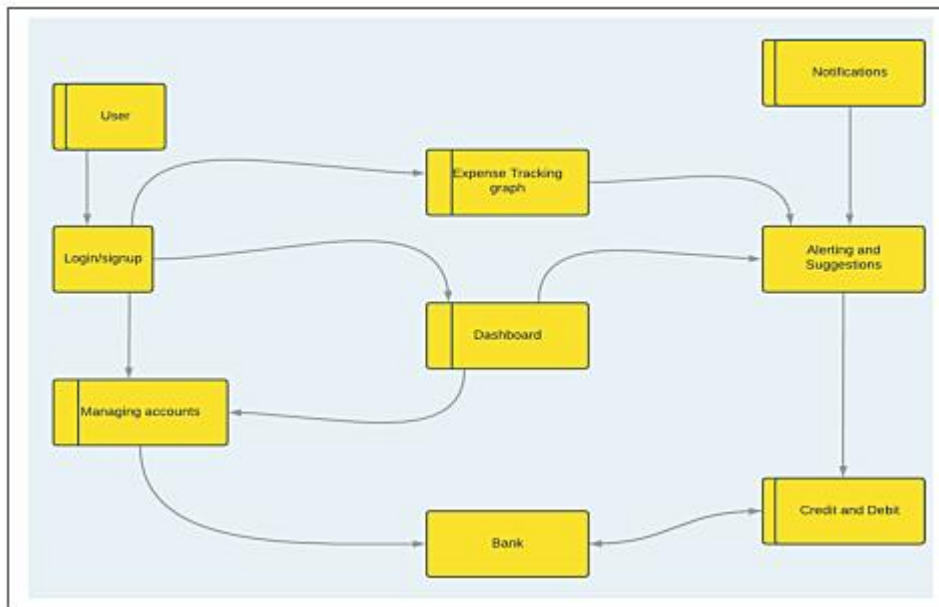 Notifications
User
Expense Tracking
graph
Login/signup
Alerting and
Suggestions
Dashboard
Managing accounts
Credit and Debit
Bank